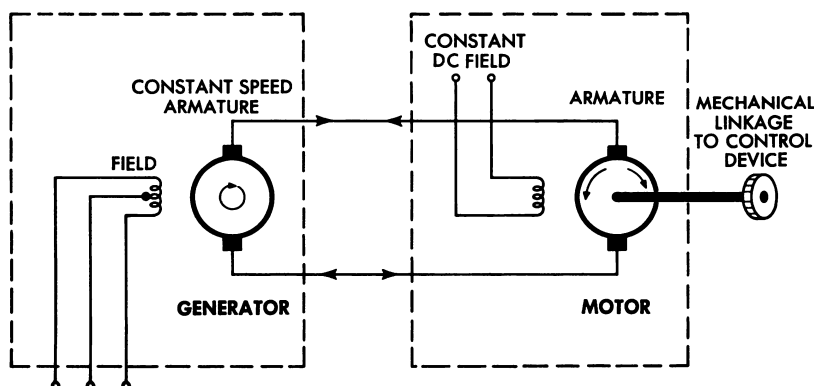 CONSTANT
DC FIELD
CONSTANT SPEED
ARMATURE
ARMATURE
MECHANICAL
LINKAGE
TO CONTROL
DEVICE
FIELD
GENERATOR
MOTOR